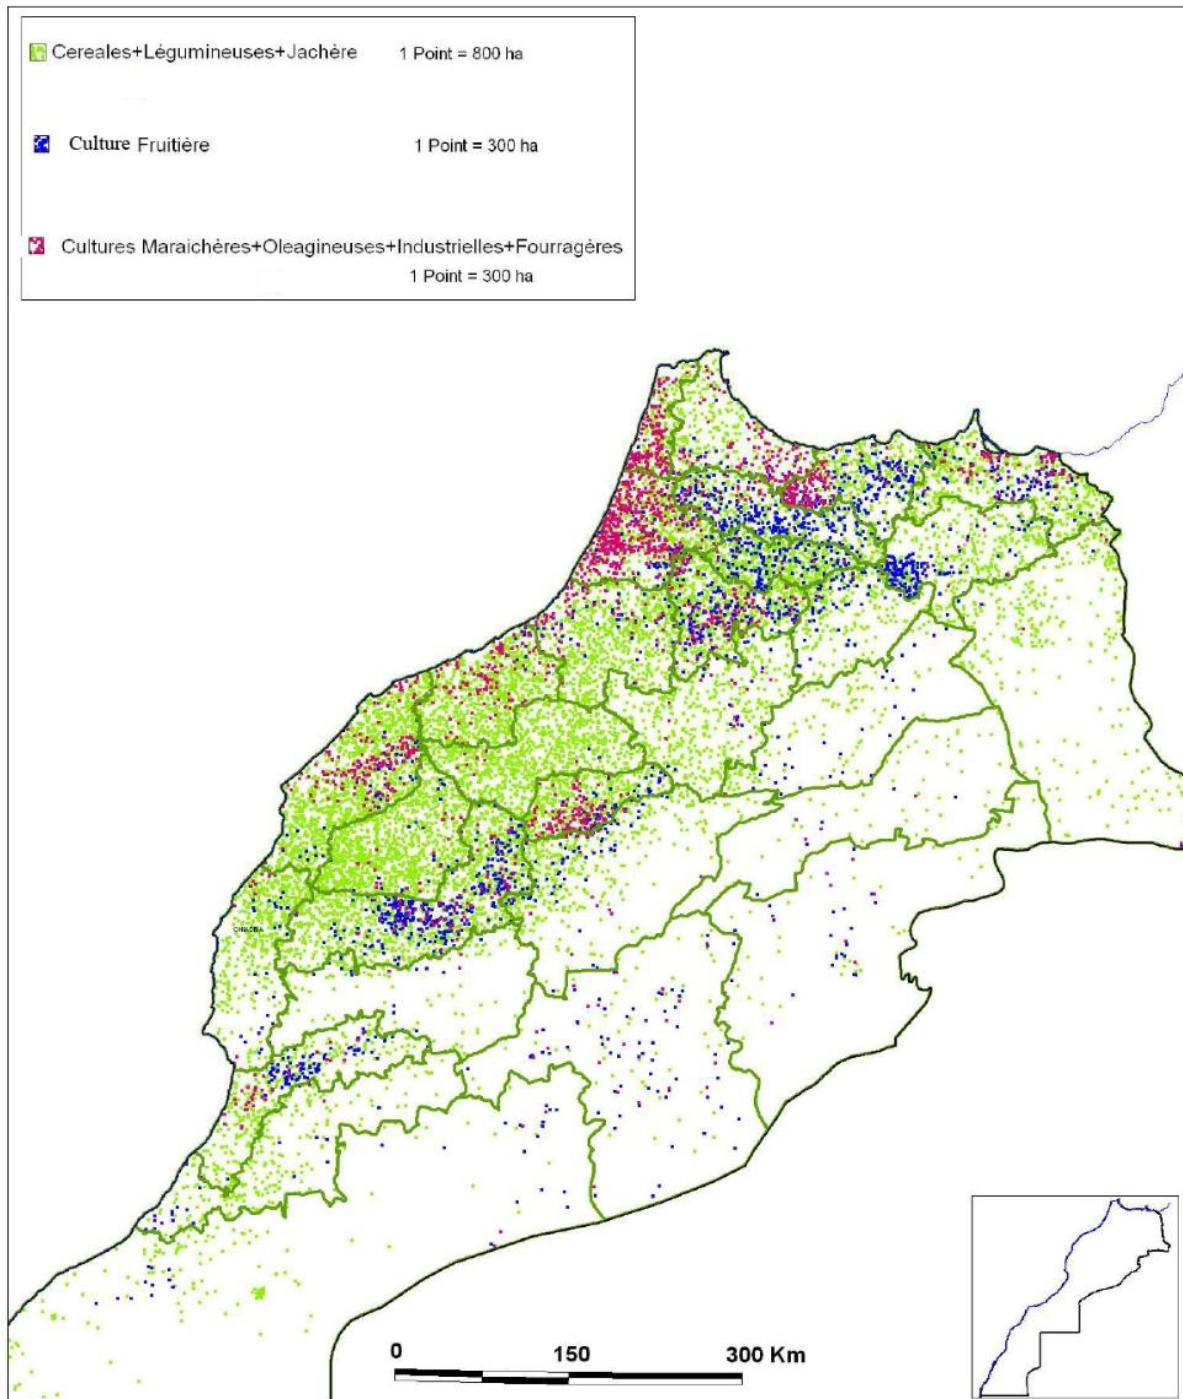 Cereales+Légumineuses+Jachère 1 Point = 800 ha
Culture Fruitière 1 Point = 300 ha
Cultures Maraichères+Oleagineuses+Industrielles+Fourragères
1 Point = 300 ha
0 150 300 Km